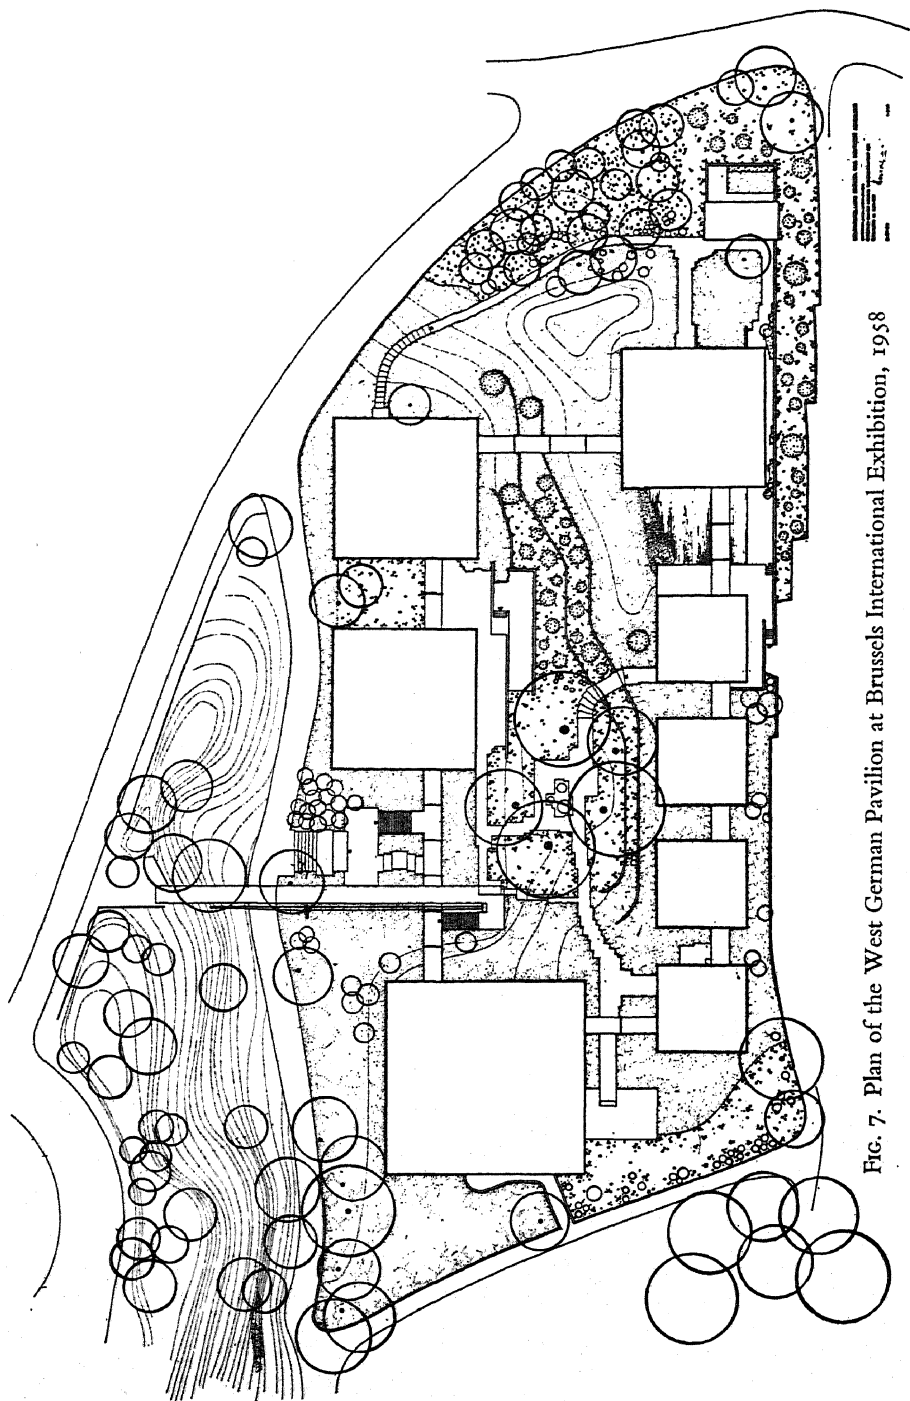 FIG. 7. Plan of the West German Pavilion at Brussels International Exhibition, 1958